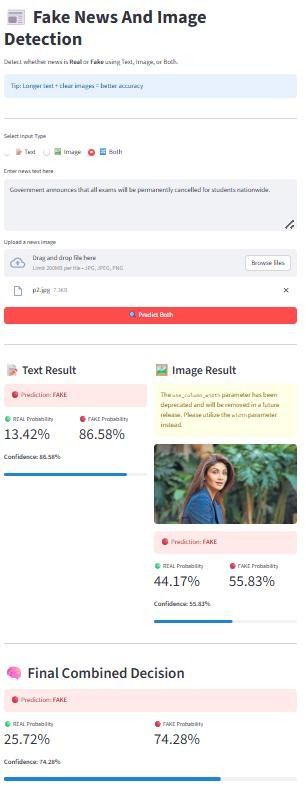 Fake News And Image
Detection
Detect whether news is Real or Fake using Text, Image, or Both.
Tip: Longer text + clear images = better accuracy
Select Input Type
Text Image Both
Enter news text here
Government announces that all exams will be permanently cancelled for students nationwide.
Upload a news image
Drag and drop file here
Limit 200MB per file • JPG, JPEG, PNG
Browse files
p2.jpg 7.3KB
Predict Both
Text Result
Prediction: FAKE
REAL Probability FAKE Probability
13.42% 86.58%
Confidence: 86.58%
Image Result
The use_column_width parameter has been
deprecated and will be removed in a future
release. Please utilize the width parameter
instead.
Prediction: FAKE
REAL Probability FAKE Probability
44.17% 55.83%
Confidence: 55.83%
Final Combined Decision
Prediction: FAKE
REAL Probability FAKE Probability
25.72% 74.28%
Confidence: 74.28%